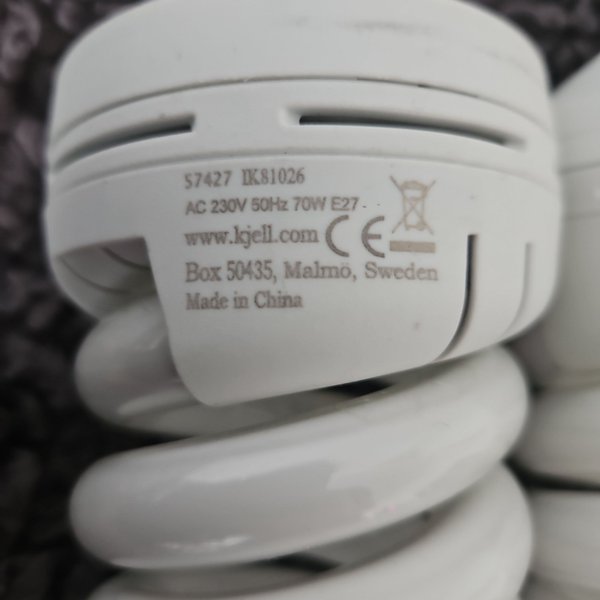 57427 IK81026
AC 230V 50Hz 70W E27
www.kjell.com CE
Box 50435, Malmö, Sweden
Made in China